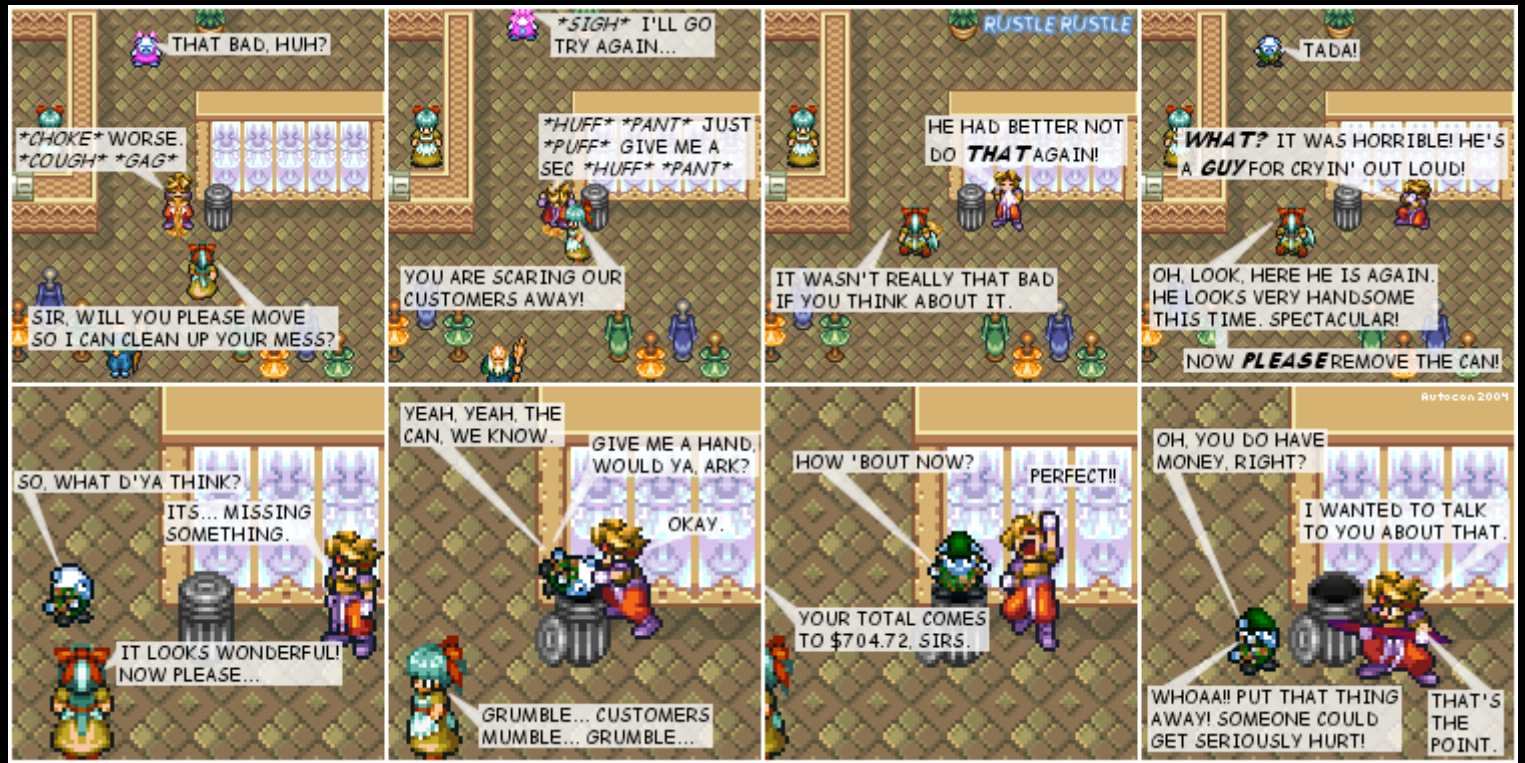 THAT BAD, HUH?
*CHOKE* WORSE.
*COUGH* *GAG*
SIR, WILL YOU PLEASE MOVE
SO I CAN CLEAN UP YOUR MESS?
*SIGH* I'LL GO
TRY AGAIN...
*HUFF* *PANT* JUST
*PUFF* GIVE ME A
SEC *HUFF* *PANT*
YOU ARE SCARING OUR
CUSTOMERS AWAY!
RUSTLE RUSTLE
HE HAD BETTER NOT
DO THAT AGAIN!
IT WASN'T REALLY THAT BAD
IF YOU THINK ABOUT IT.
TADA!
WHAT? IT WAS HORRIBLE! HE'S
A GUY FOR CRYIN' OUT LOUD!
OH, LOOK, HERE HE IS AGAIN.
HE LOOKS VERY HANDSOME
THIS TIME. SPECTACULAR!
NOW PLEASE REMOVE THE CAN!
SO, WHAT D'YA THINK?
ITS... MISSING
SOMETHING.
IT LOOKS WONDERFUL!
NOW PLEASE...
YEAH, YEAH, THE
CAN, WE KNOW.
GIVE ME A HAND,
WOULD YA, ARK?
OKAY.
GRUMBLE... CUSTOMERS
MUMBLE... GRUMBLE...
HOW 'BOUT NOW?
PERFECT!!
YOUR TOTAL COMES
TO $704.72, SIRS.
Autocon 2004
OH, YOU DO HAVE
MONEY, RIGHT?
I WANTED TO TALK
TO YOU ABOUT THAT.
WHOAA!! PUT THAT THING
AWAY! SOMEONE COULD
GET SERIOUSLY HURT!
THAT'S
THE
POINT.